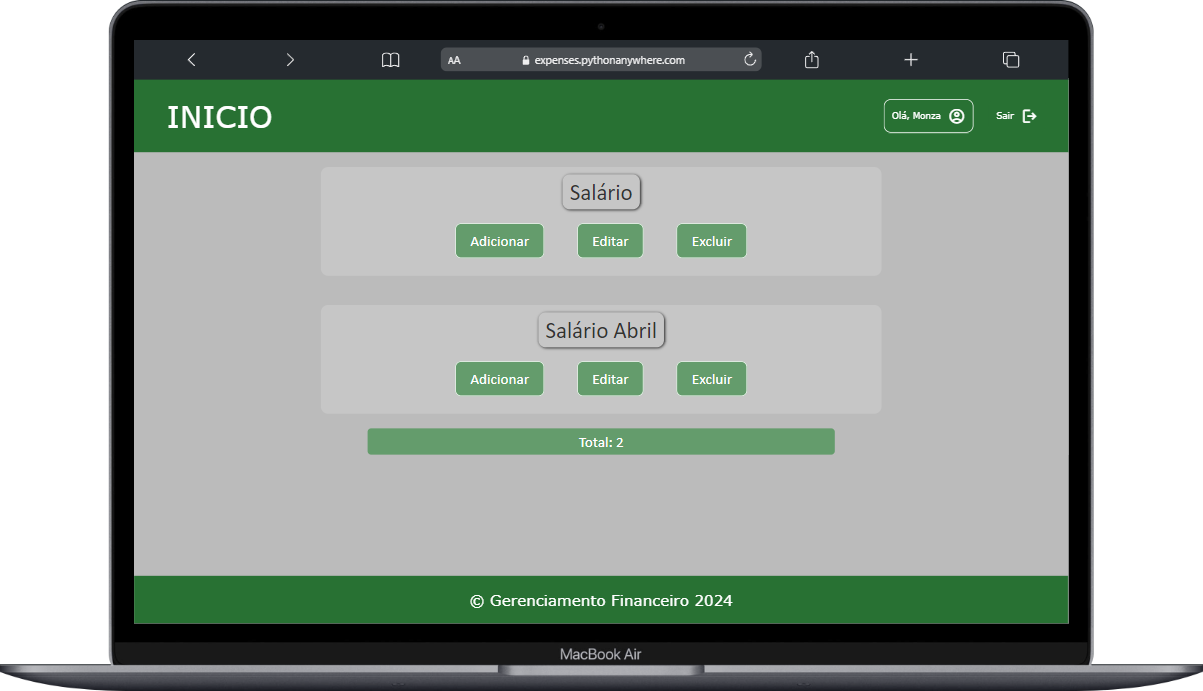 AA expenses.pythonanywhere.com
INICIO
Olá, Monza
Sair
Salário
Adicionar Editar Excluir
Salário Abril
Adicionar Editar Excluir
Total: 2
© Gerenciamento Financeiro 2024
MacBook Air